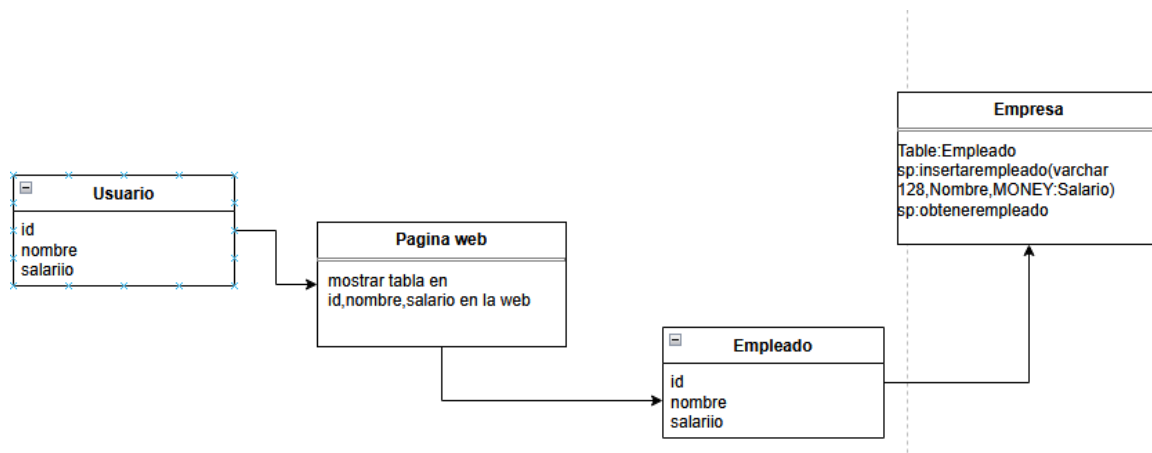 Usuario
id
nombre
salariio
Pagina web
mostrar tabla en
id,nombre,salario en la web
Empleado
id
nombre
salariio
Empresa
Table:Empleado
sp:insertarempleado(varchar
128,Nombre,MONEY:Salario)
sp:obtenerempleado